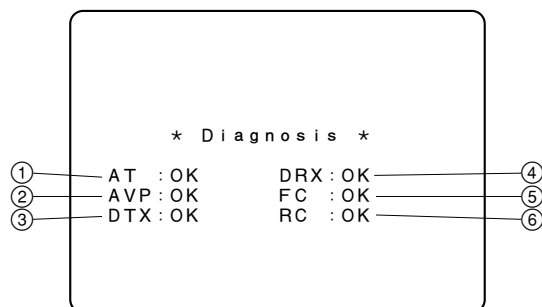 * Diagnosis *
① AT : OK DRX : OK ④
② AVP : OK FC : OK ⑤
③ DTX : OK RC : OK ⑥